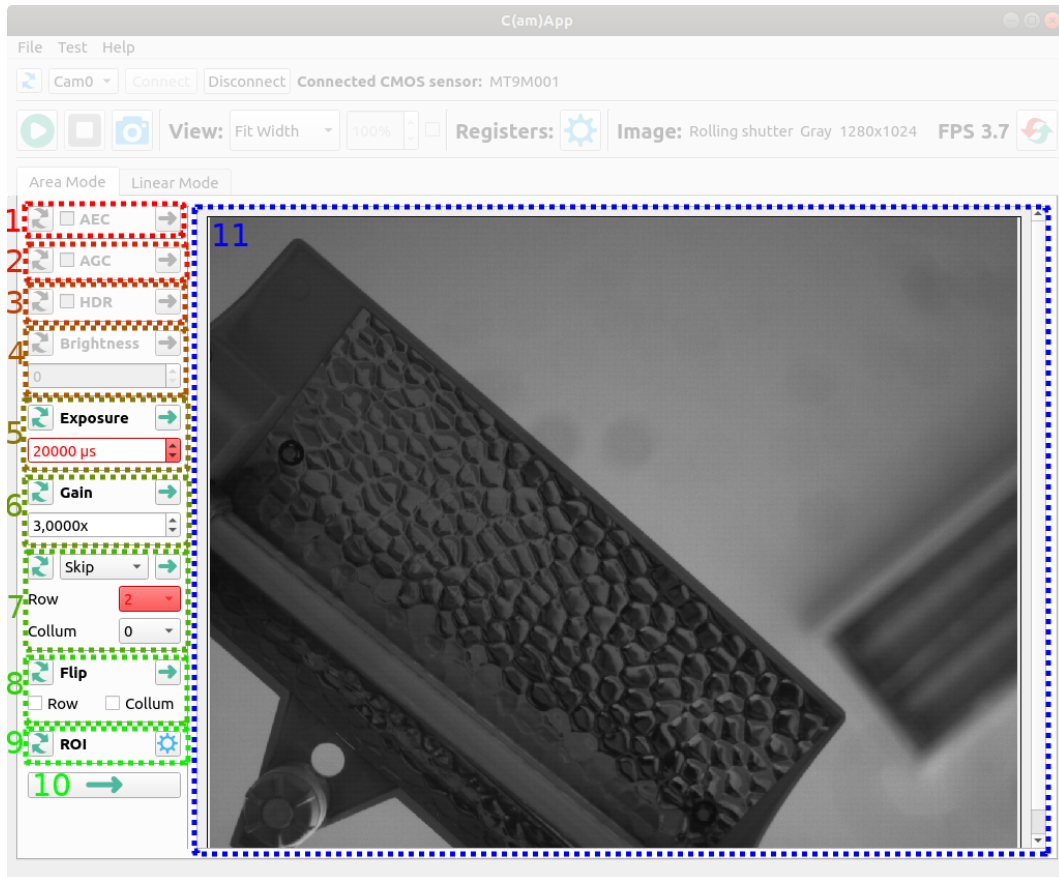 C(am)App
File Test Help
Cam0 Connect Disconnect Connected CMOS sensor: MT9M001
View: Fit Width 100% Registers: Image: Rolling shutter Gray 1280x1024 FPS 3.7
Area Mode Linear Mode
1 AEC
11
2 AGC
3 HDR
4 Brightness
0
5 Exposure
20000 µs
6 Gain
3,0000x
7 Skip
Row 2
Collum 0
8 Flip
Row Collum
9 ROI
10